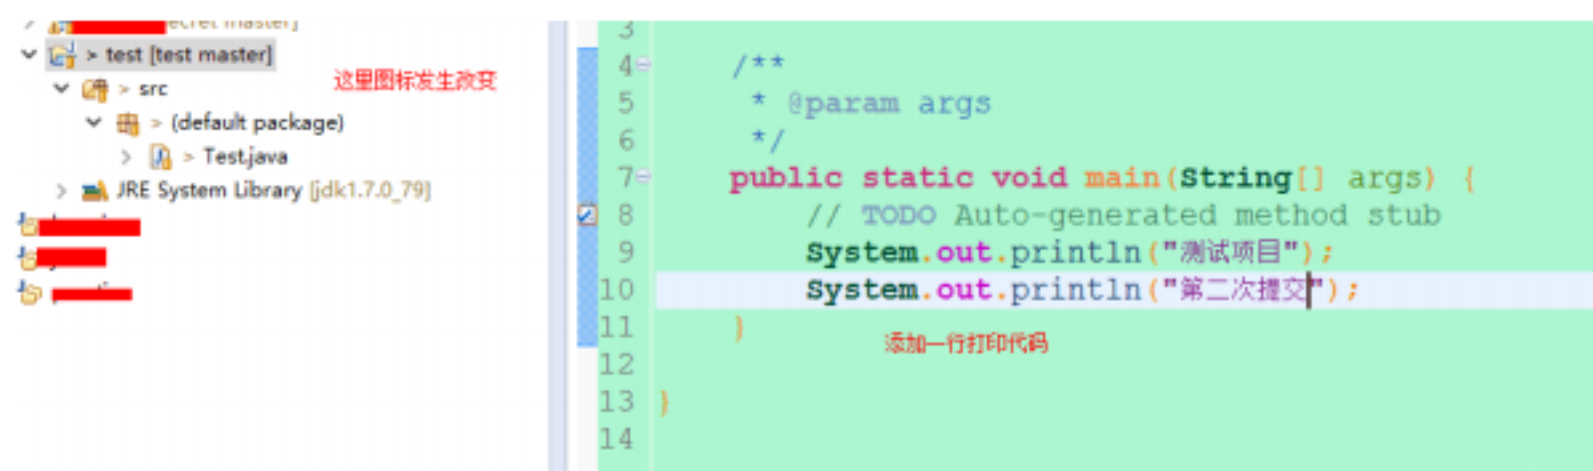 ecret master]
> test [test master]
这里图标发生改变
> src
> (default package)
> Test.java
JRE System Library [jdk1.7.0_79]
3
4 /**
5 * @param args
6 */
7 public static void main(String[] args) {
8 // TODO Auto-generated method stub
9 System.out.println("测试项目");
10 System.out.println("第二次提交");
11 }
添加一行打印代码
12
13 }
14